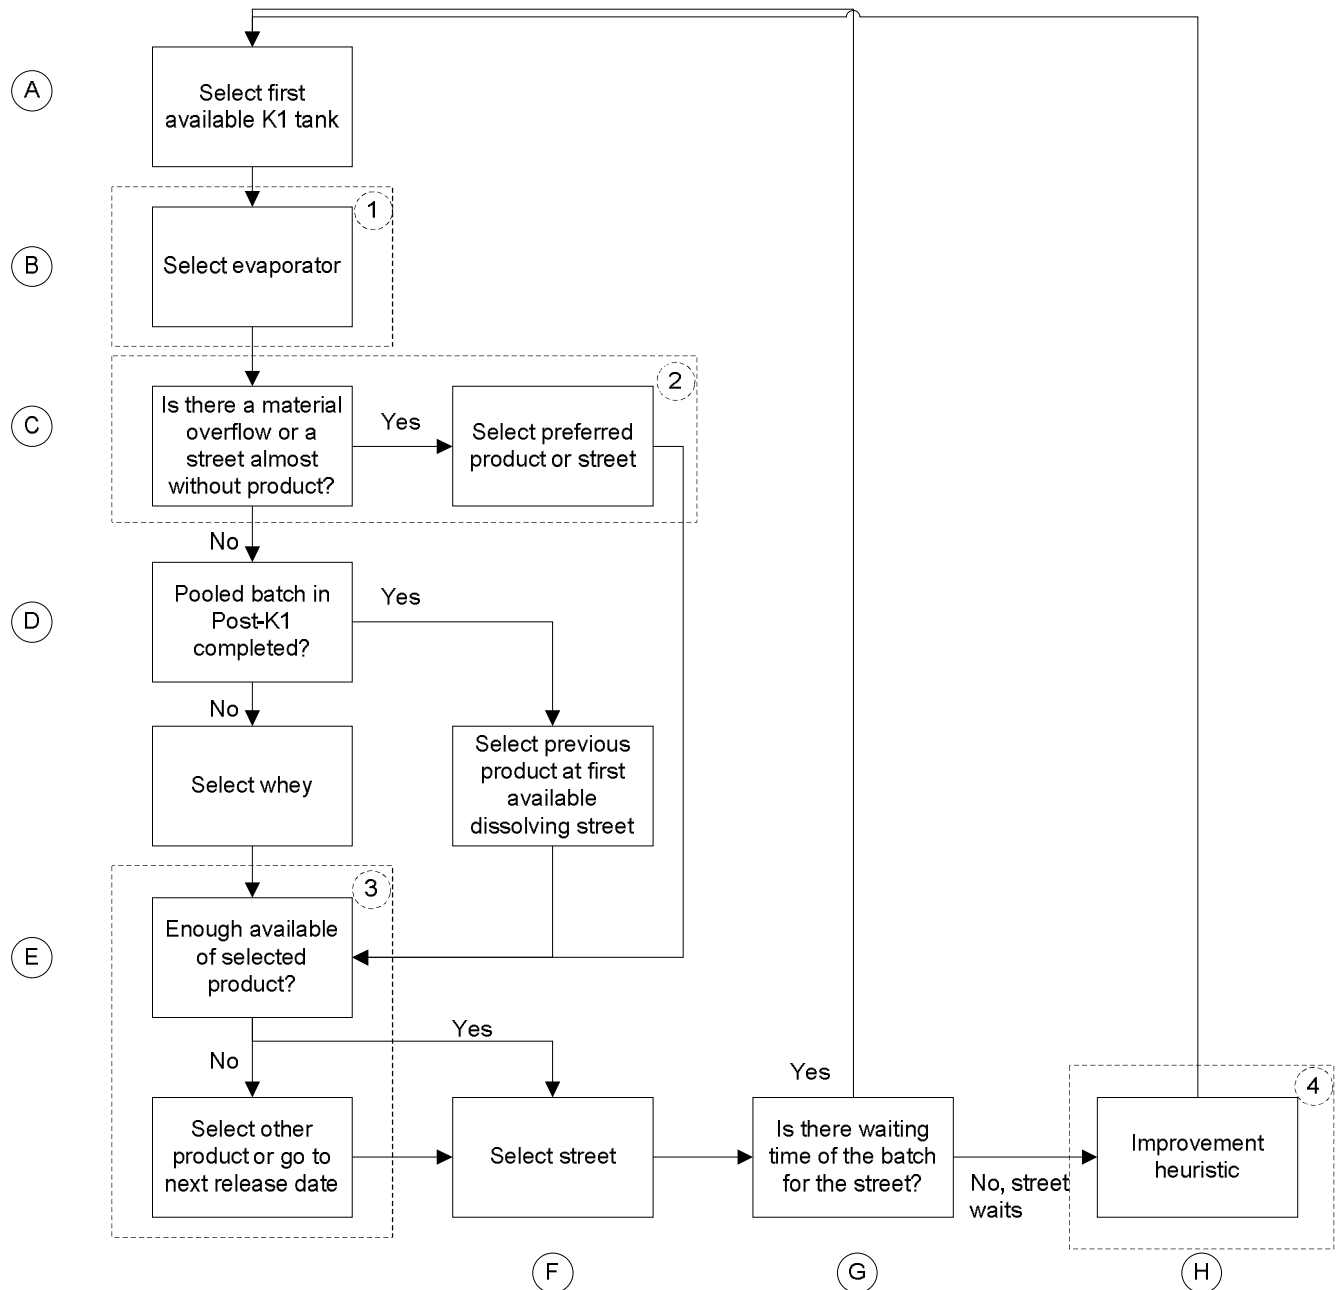 A
Select first
available K1 tank
1
B
Select evaporator
2
C
Is there a material
overflow or a
street almost
without product?
Yes
Select preferred
product or street
No
D
Pooled batch in
Post-K1
completed?
Yes
No
Select whey
Select previous
product at first
available
dissolving street
3
E
Enough available
of selected
product?
Yes
No
Select other
product or go to
next release date
Select street
Yes
Is there waiting
time of the batch
for the street?
No, street
waits
4
Improvement
heuristic
F
G
H